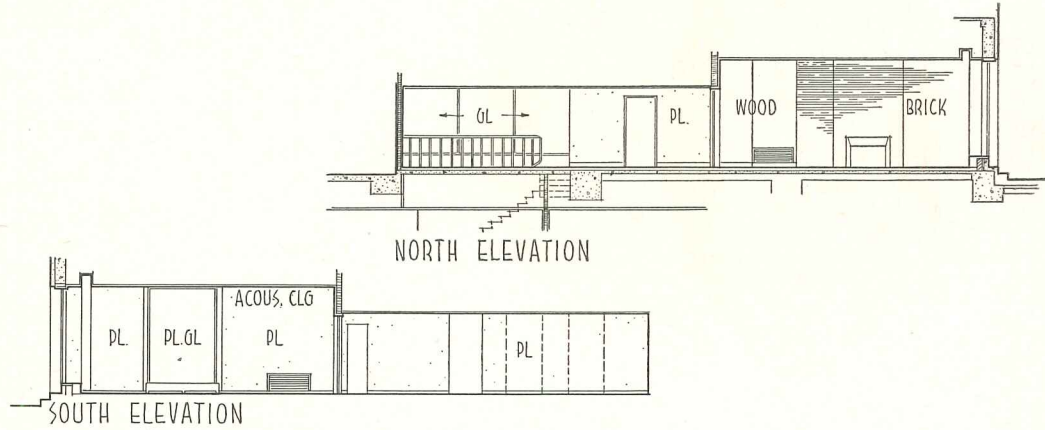 GL
PL.
WOOD
BRICK
NORTH ELEVATION
ACOUS, CLG
PL.
PL.GL
PL
PL
SOUTH ELEVATION